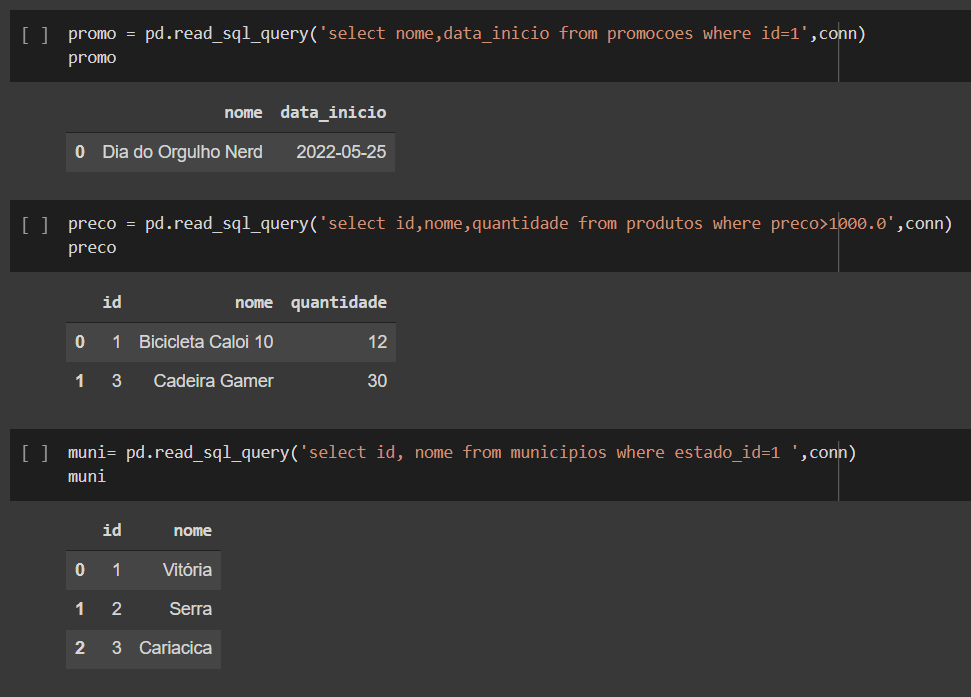 [ ] promo = pd.read_sql_query('select nome,data_inicio from promocoes where id=1',conn)
promo
nome data_inicio
0 Dia do Orgulho Nerd 2022-05-25
[ ] preco = pd.read_sql_query('select id,nome,quantidade from produtos where preco>1000.0',conn)
preco
id nome quantidade
0 1 Bicicleta Caloi 10 12
1 3 Cadeira Gamer 30
[ ] muni= pd.read_sql_query('select id, nome from municipios where estado_id=1 ',conn)
muni
id nome
0 1 Vitória
1 2 Serra
2 3 Cariacica